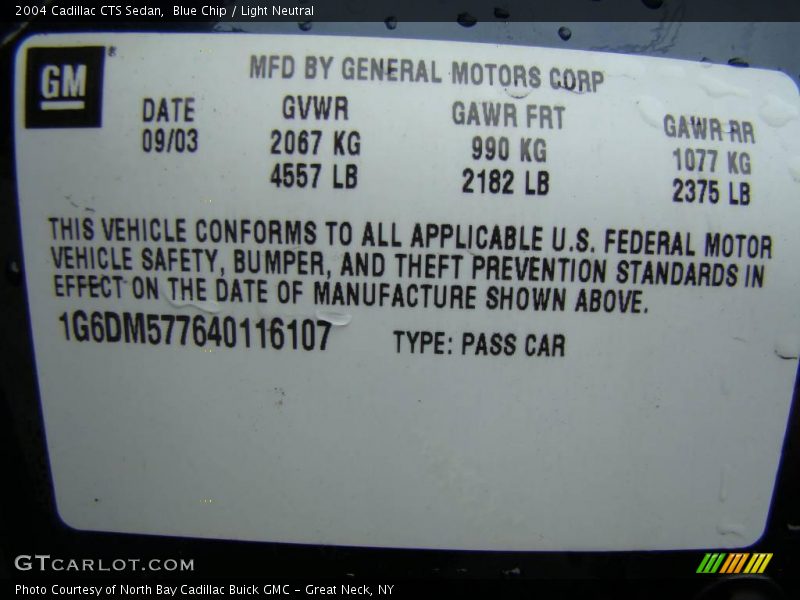 2004 Cadillac CTS Sedan,  Blue Chip / Light Neutral
GM
®
MFD BY GENERAL MOTORS CORP
DATE GVWR GAWR FRT GAWR RR
09/03 2067 KG 990 KG 1077 KG
4557 LB 2182 LB 2375 LB
THIS VEHICLE CONFORMS TO ALL APPLICABLE U.S. FEDERAL MOTOR
VEHICLE SAFETY, BUMPER, AND THEFT PREVENTION STANDARDS IN
EFFECT ON THE DATE OF MANUFACTURE SHOWN ABOVE.
1G6DM577640116107 TYPE: PASS CAR
GTCARLOT.COM
Photo Courtesy of North Bay Cadillac Buick GMC - Great Neck, NY